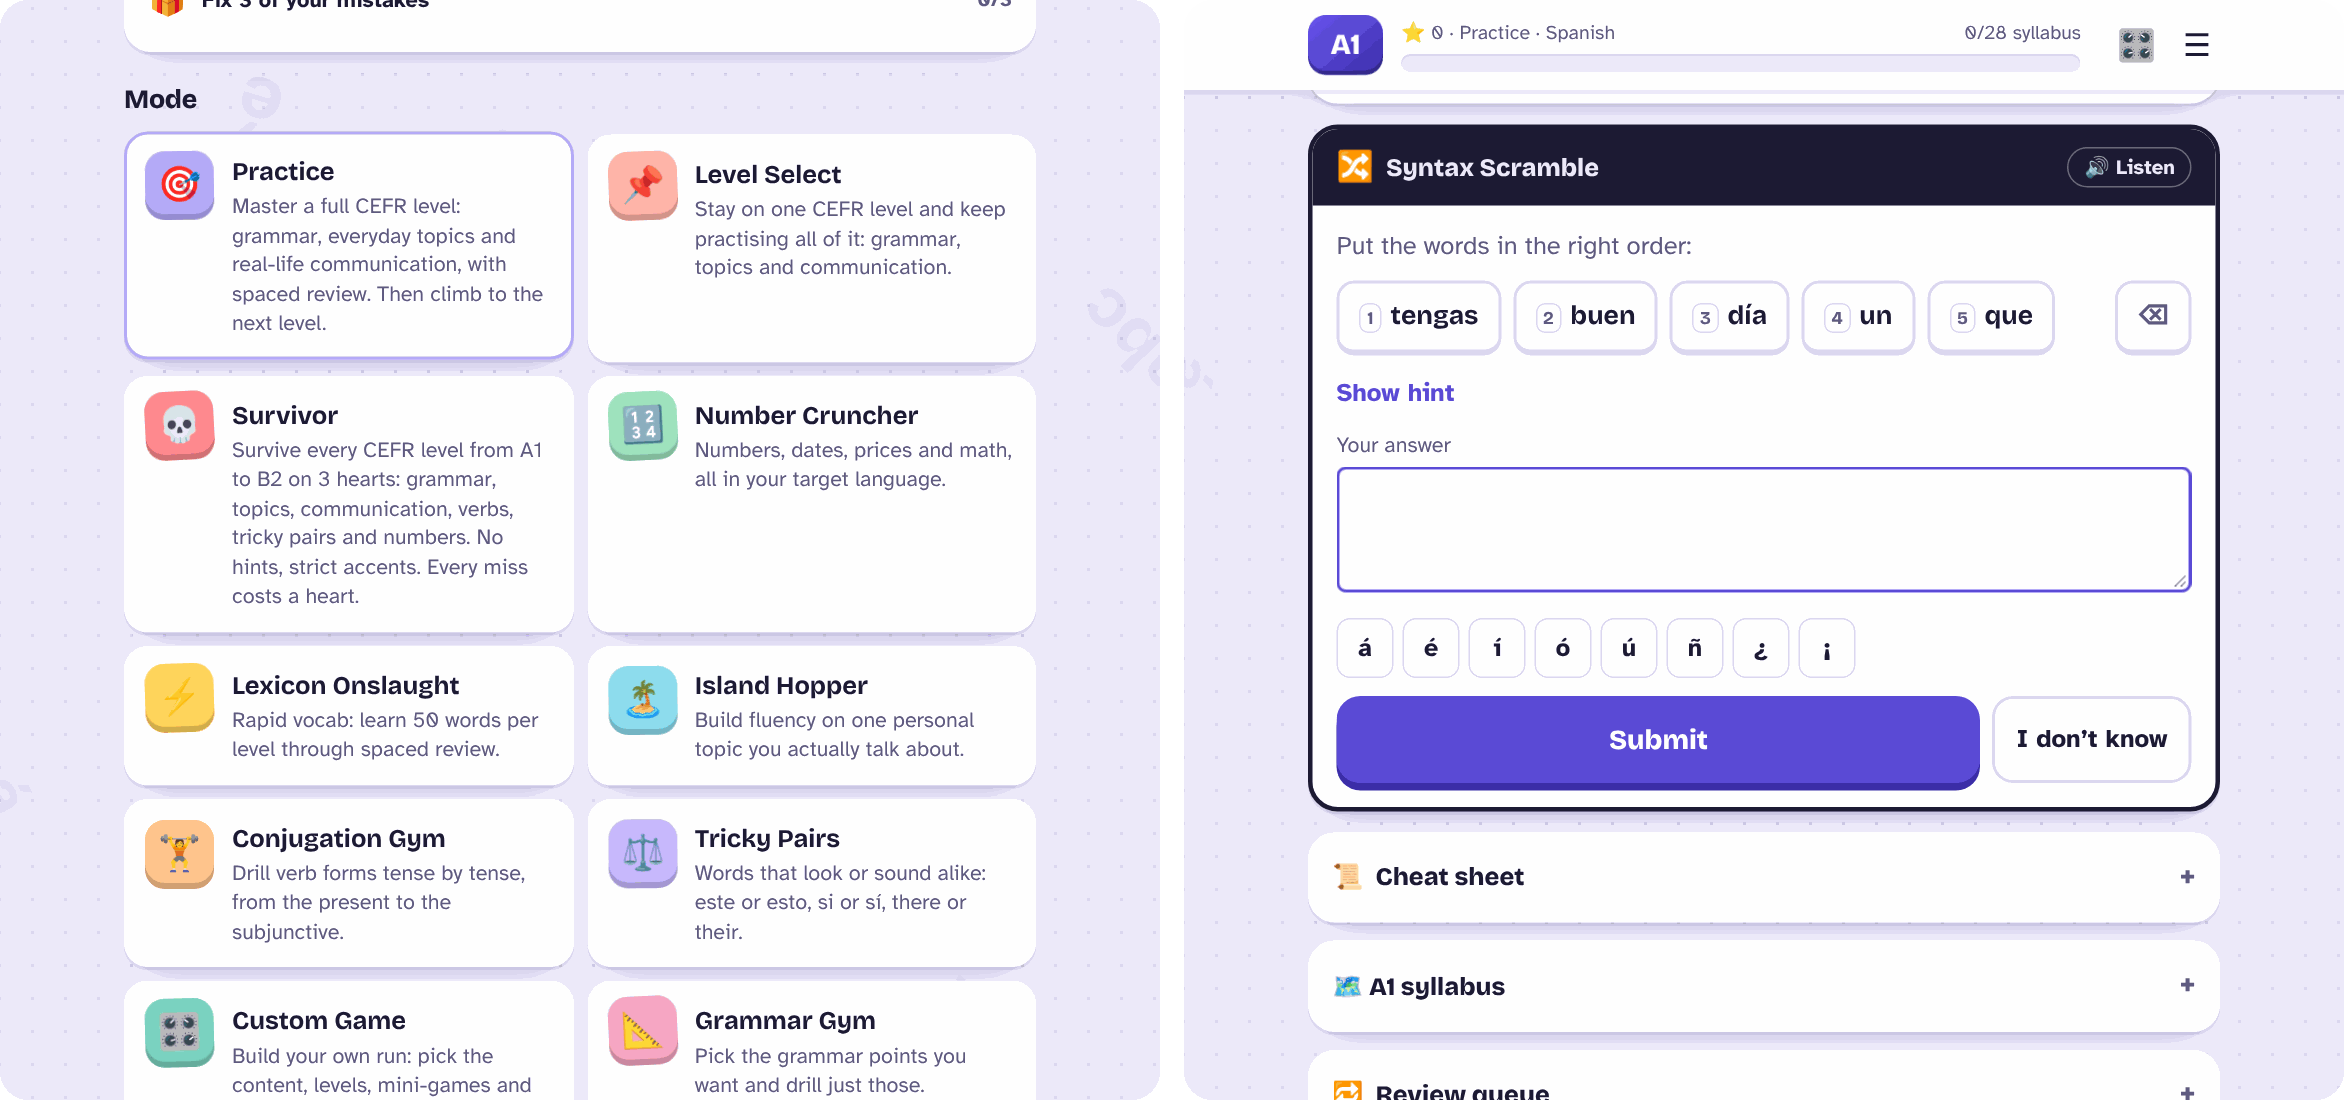 Fix 3 of your mistakes
0/3
Mode
Practice
Master a full CEFR level:
grammar, everyday topics and
real-life communication, with
spaced review. Then climb to the
next level.
Level Select
Stay on one CEFR level and keep
practising all of it: grammar,
topics and communication.
Survivor
Survive every CEFR level from A1
to B2 on 3 hearts: grammar,
topics, communication, verbs,
tricky pairs and numbers. No
hints, strict accents. Every miss
costs a heart.
Number Cruncher
Numbers, dates, prices and math,
all in your target language.
Lexicon Onslaught
Rapid vocab: learn 50 words per
level through spaced review.
Island Hopper
Build fluency on one personal
topic you actually talk about.
Conjugation Gym
Drill verb forms tense by tense,
from the present to the
subjunctive.
Tricky Pairs
Words that look or sound alike:
este or esto, si or sí, there or
their.
Custom Game
Build your own run: pick the
content, levels, mini-games and
Grammar Gym
Pick the grammar points you
want and drill just those.
A1
0 · Practice · Spanish
0/28 syllabus
Syntax Scramble
Listen
Put the words in the right order:
1 tengas
2 buen
3 día
4 un
5 que
Show hint
Your answer
á é í ó ú ñ ¿ ¡
Submit
I don't know
Cheat sheet
+
A1 syllabus
+
Review queue
+